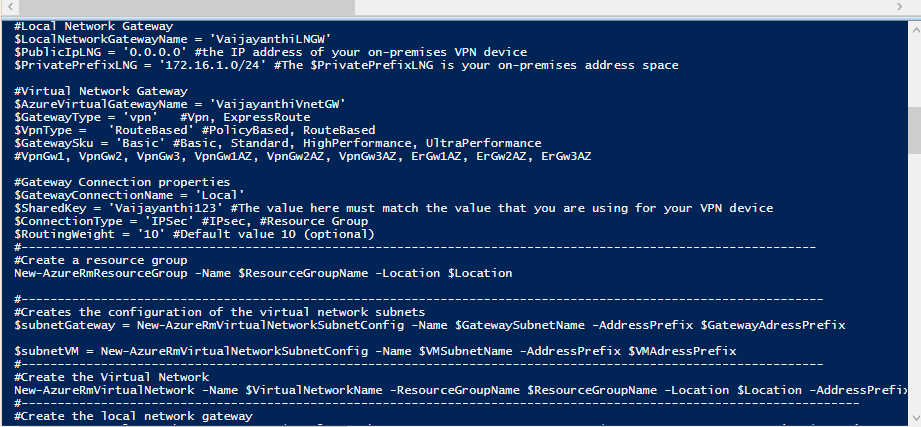 #Local Network Gateway
$LocalNetworkGatewayName = 'VaijayanthiLNGW'
$PublicIpLNG = '0.0.0.0' #the IP address of your on-premises VPN device
$PrivatePrefixLNG = '172.16.1.0/24' #The $PrivatePrefixLNG is your on-premises address space
#Virtual Network Gateway
$AzureVirtualGatewayName = 'VaijayanthiVnetGW'
$GatewayType = 'vpn'   #Vpn, ExpressRoute
$VpnType =   'RouteBased' #PolicyBased, RouteBased
$GatewaySku = 'Basic' #Basic, Standard, HighPerformance, UltraPerformance
#VpnGw1, VpnGw2, VpnGw3, VpnGw1AZ, VpnGw2AZ, VpnGw3AZ, ErGw1AZ, ErGw2AZ, ErGw3AZ
#Gateway Connection properties
$GatewayConnectionName = 'Local'
$SharedKey = 'Vaijayanthi123' #The value here must match the value that you are using for your VPN device
$ConnectionType = 'IPSec' #IPsec, #Resource Group
$RoutingWeight = '10' #Default value 10 (optional)
#--------------------------------------------------------------------------------------------------------------
#Create a resource group
New-AzureRmResourceGroup -Name $ResourceGroupName -Location $Location
#---------------------------------------------------------------------------------------------------------------
#Creates the configuration of the virtual network subnets
$subnetGateway = New-AzureRmVirtualNetworkSubnetConfig -Name $GatewaySubnetName -AddressPrefix $GatewayAdressPrefix
$subnetVM = New-AzureRmVirtualNetworkSubnetConfig -Name $VMSubnetName -AddressPrefix $VMAdressPrefix
#---------------------------------------------------------------------------------------------------------------
#Create the Virtual Network
New-AzureRmVirtualNetwork -Name $VirtualNetworkName -ResourceGroupName $ResourceGroupName -Location $Location -AddressPrefix
#--------------------------------------------------------------------------------------------------------------------
#Create the local network gateway